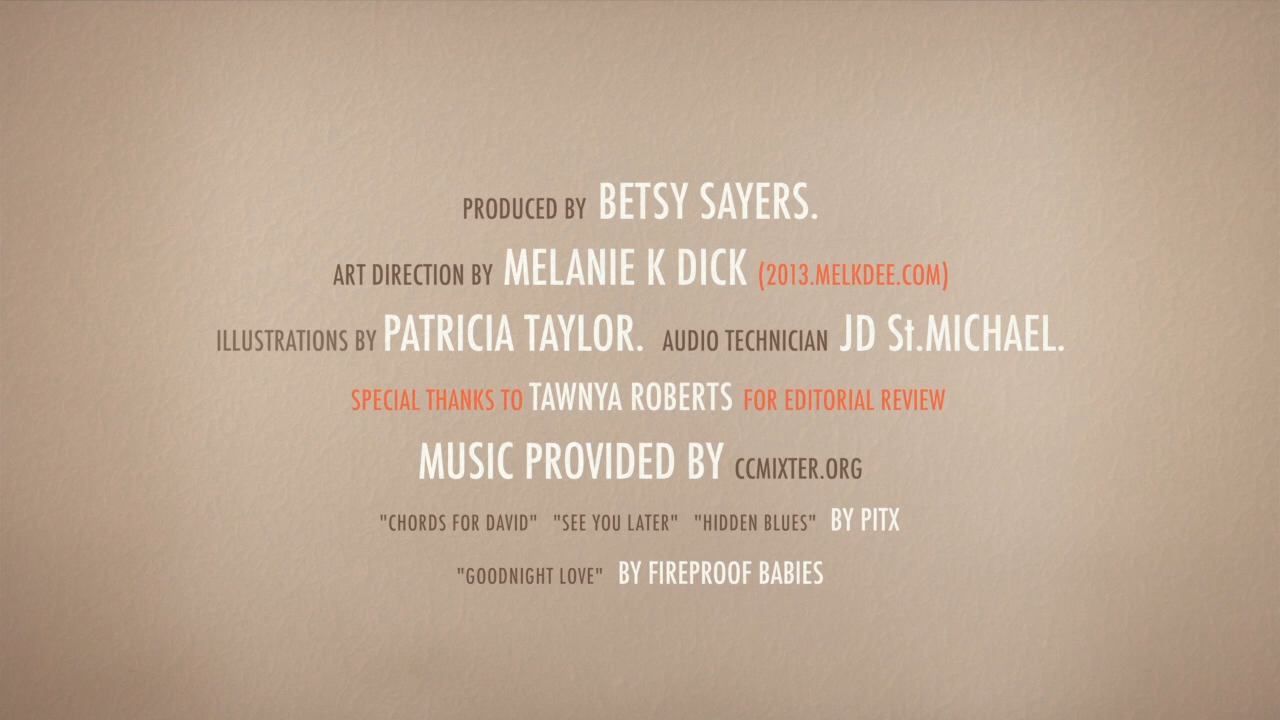 PRODUCED BY BETSY SAYERS.
ART DIRECTION BY MELANIE K DICK (2013.MELKDEE.COM)
ILLUSTRATIONS BY PATRICIA TAYLOR. AUDIO TECHNICIAN JD St.MICHAEL.
SPECIAL THANKS TO TAWNYA ROBERTS FOR EDITORIAL REVIEW
MUSIC PROVIDED BY CCMIXTER.ORG
"CHORDS FOR DAVID" "SEE YOU LATER" "HIDDEN BLUES" BY PITX
"GOODNIGHT LOVE" BY FIREPROOF BABIES